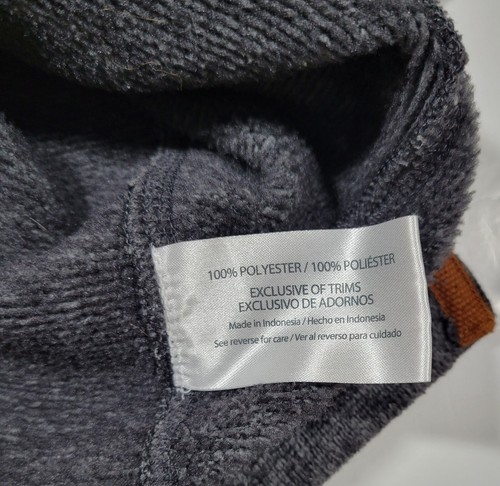 100% POLYESTER / 100% POLIÉSTER
EXCLUSIVE OF TRIMS
EXCLUSIVO DE ADORNOS
Made in Indonesia / Hecho en Indonesia
See reverse for care / Ver al reverso para cuidado